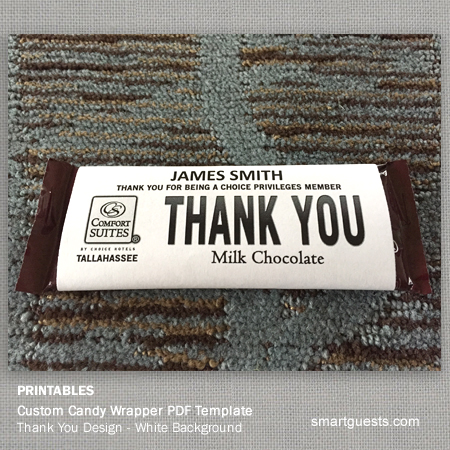 JAMES SMITH
THANK YOU FOR BEING A CHOICE PRIVILEGES MEMBER
THANK YOU
Milk Chocolate
CS
COMFORT
SUITES®
BY CHOICE HOTELS
TALLAHASSEE
PRINTABLES
Custom Candy Wrapper PDF Template
Thank You Design - White Background
smartguests.com